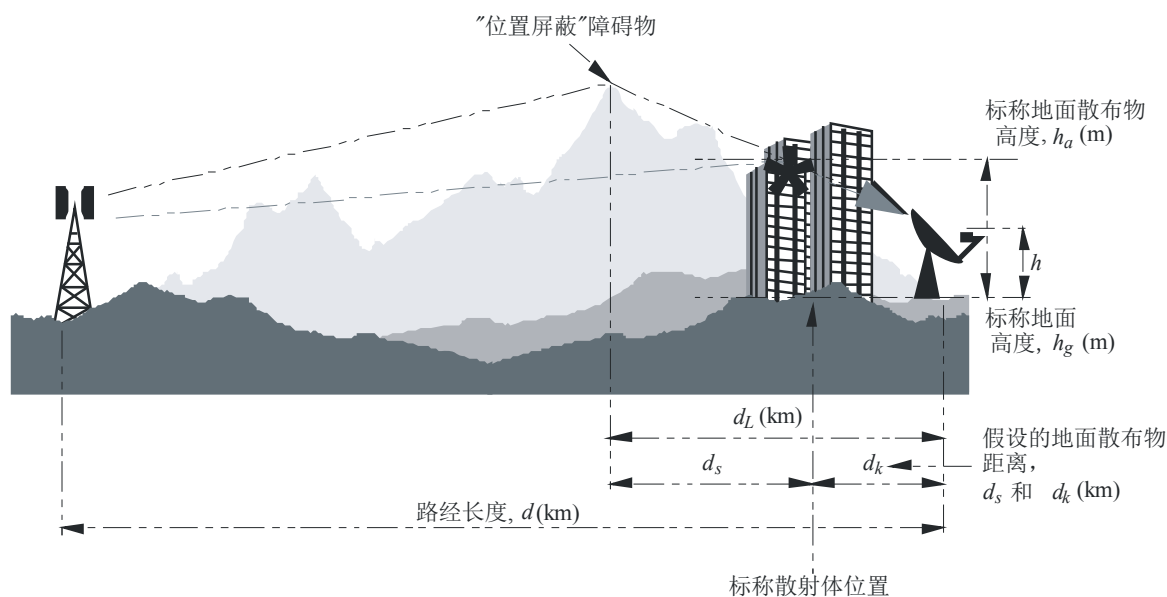 "位置屏蔽"障碍物
标称地面散布物
高度, hₐ (m)
h
标称地面
高度, h_g (m)
d_L (km)
假设的地面散布物
距离，
d_s 和 d_k (km)
d_s
d_k
路经长度, d(km)
标称散射体位置